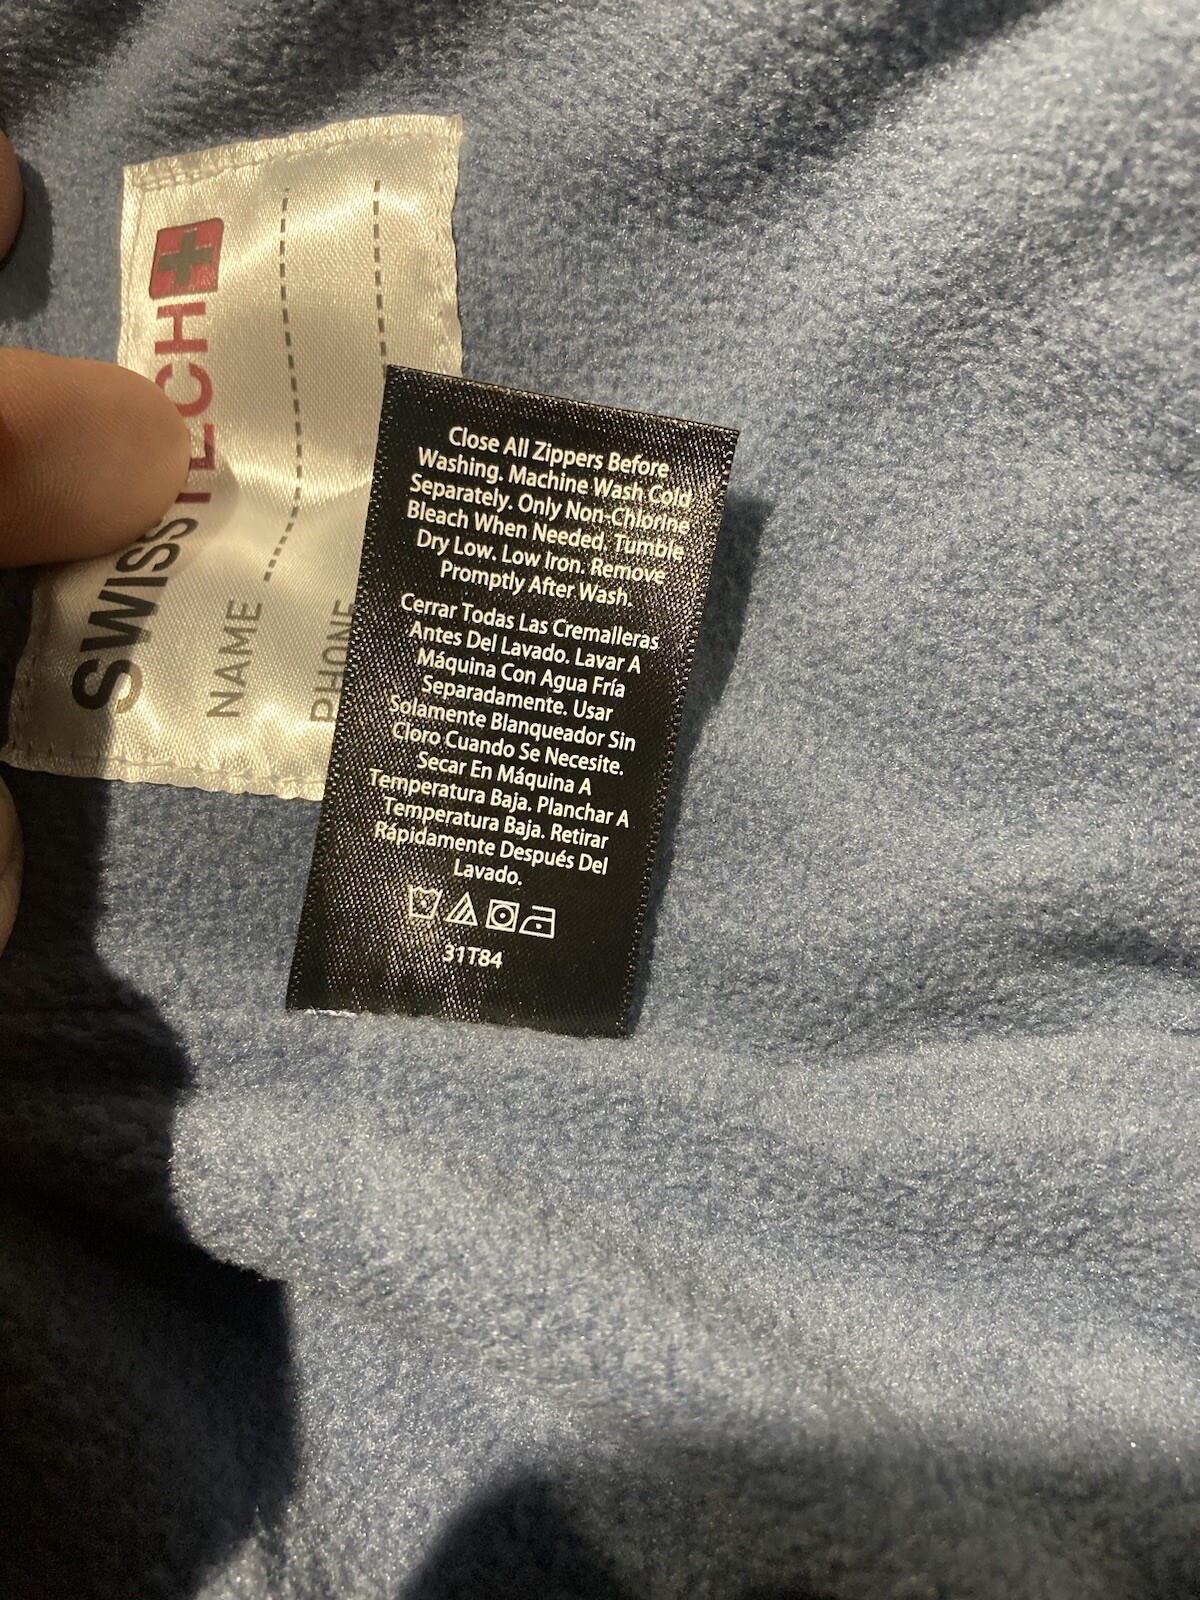 SWISSTECH
NAME
PHONE
Close All Zippers Before
Washing. Machine Wash Cold
Separately. Only Non-Chlorine
Bleach When Needed. Tumble
Dry Low. Low Iron. Remove
Promptly After Wash.
Cerrar Todas Las Cremalleras
Antes Del Lavado. Lavar A
Máquina Con Agua Fría
Separadamente. Usar
Solamente Blanqueador Sin
Cloro Cuando Se Necesite.
Secar En Máquina A
Temperatura Baja. Planchar A
Temperatura Baja. Retirar
Rápidamente Después Del
Lavado.
31T84